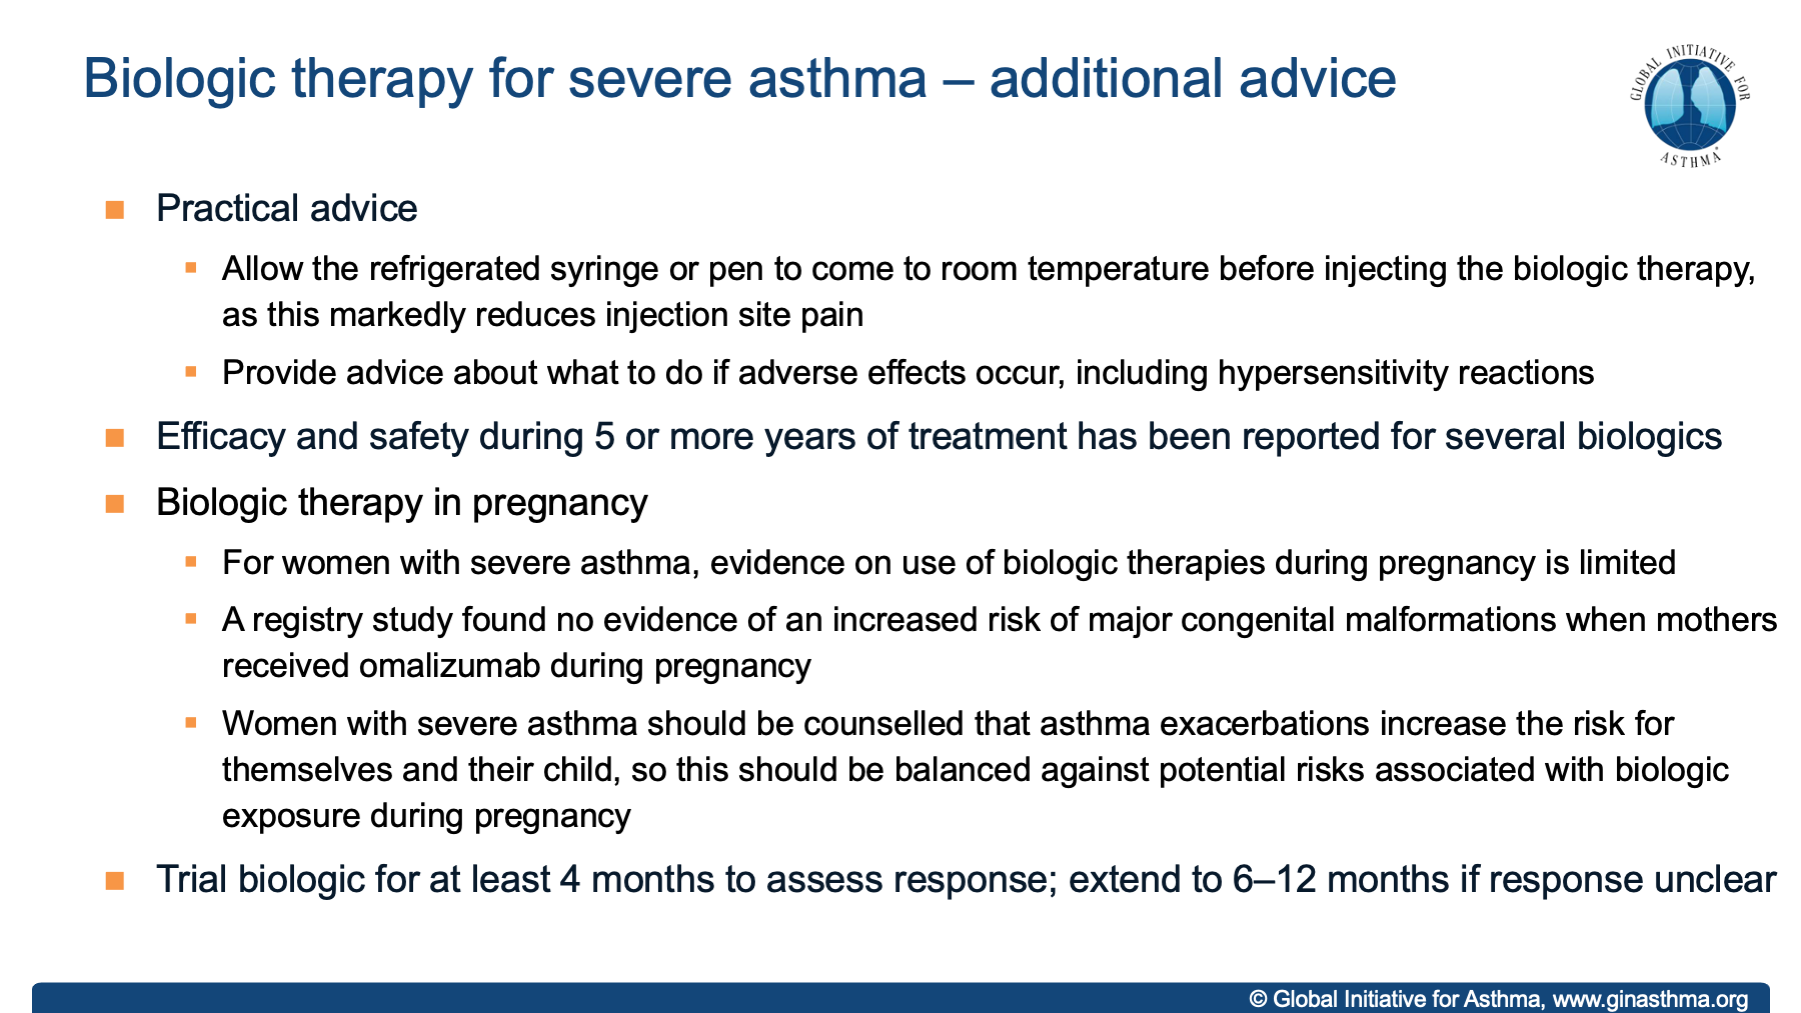 Biologic therapy for severe asthma – additional advice
GLOBAL INITIATIVE FOR
ASTHMA
Practical advice
Allow the refrigerated syringe or pen to come to room temperature before injecting the biologic therapy,
as this markedly reduces injection site pain
Provide advice about what to do if adverse effects occur, including hypersensitivity reactions
Efficacy and safety during 5 or more years of treatment has been reported for several biologics
Biologic therapy in pregnancy
For women with severe asthma, evidence on use of biologic therapies during pregnancy is limited
A registry study found no evidence of an increased risk of major congenital malformations when mothers
received omalizumab during pregnancy
Women with severe asthma should be counselled that asthma exacerbations increase the risk for
themselves and their child, so this should be balanced against potential risks associated with biologic
exposure during pregnancy
Trial biologic for at least 4 months to assess response; extend to 6–12 months if response unclear
© Global Initiative for Asthma, www.ginasthma.org